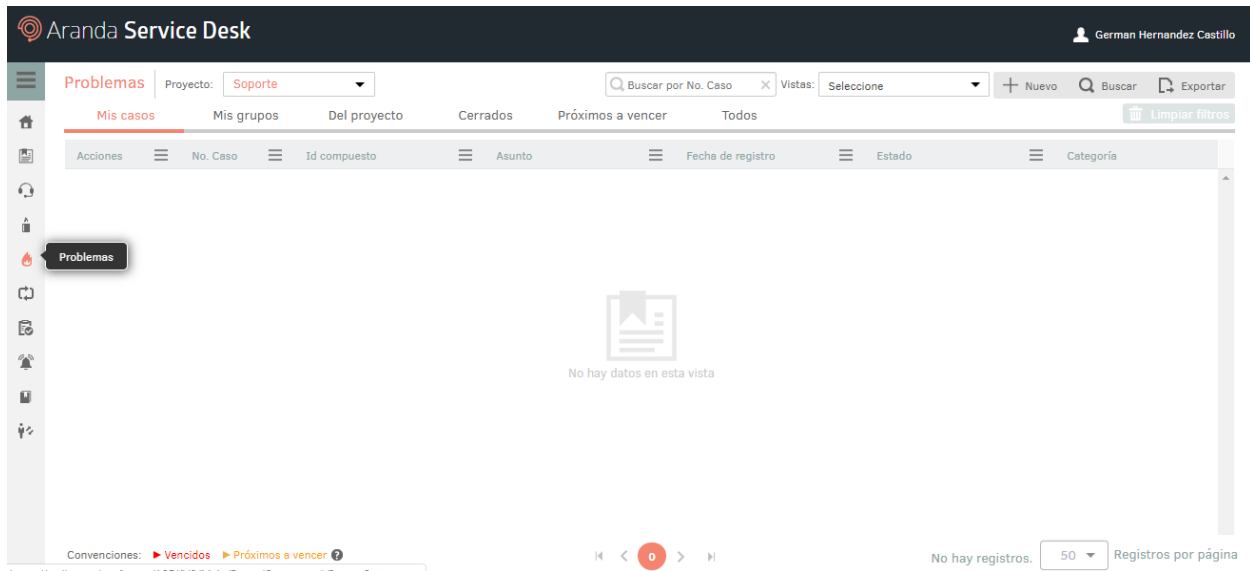 Aranda Service Desk
German Hernandez Castillo
Problemas Proyecto: Soporte Buscar por No. Caso Vistas: Seleccione Nuevo Buscar Exportar
Mis casos Mis grupos Del proyecto Cerrados Próximos a vencer Todos Limpiar filtros
Acciones No. Caso Id compuesto Asunto Fecha de registro Estado Categoría
Problemas
No hay datos en esta vista
Convenciones: Vencidos Próximos a vencer 0 No hay registros. 50 Registros por página